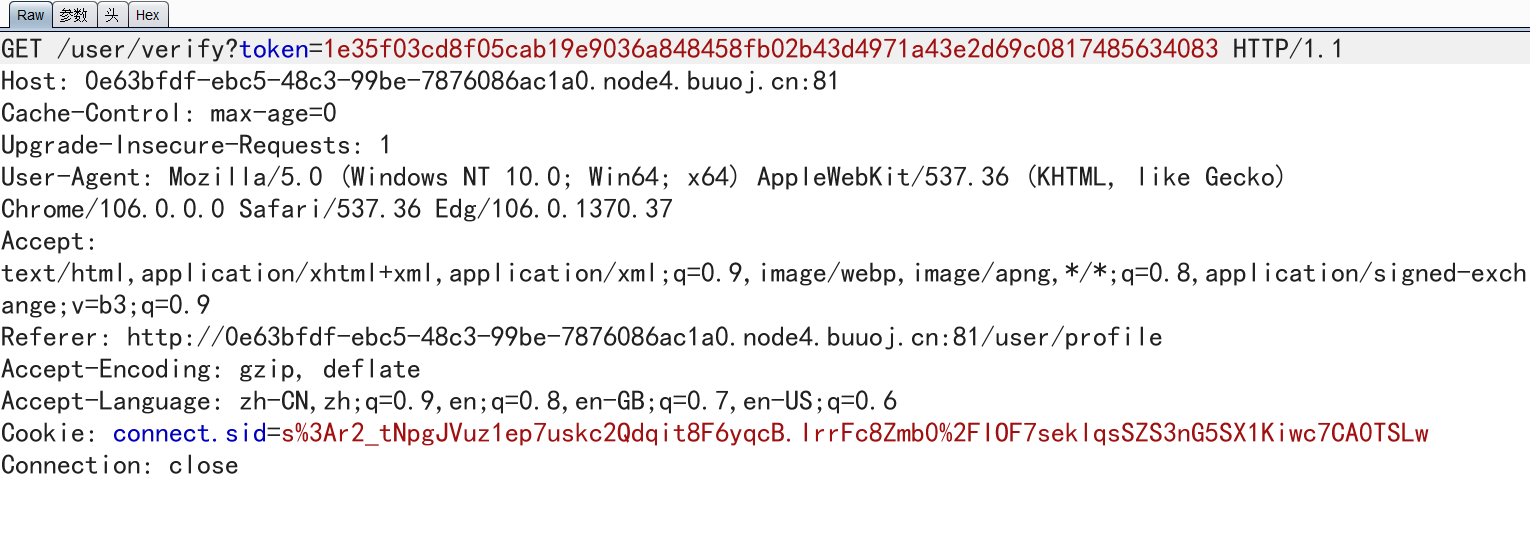 Raw 参数 头 Hex
GET /user/verify?token=1e35f03cd8f05cab19e9036a848458fb02b43d4971a43e2d69c0817485634083 HTTP/1.1
Host: 0e63bfdf-ebc5-48c3-99be-7876086ac1a0.node4.buuoj.cn:81
Cache-Control: max-age=0
Upgrade-Insecure-Requests: 1
User-Agent: Mozilla/5.0 (Windows NT 10.0; Win64; x64) AppleWebKit/537.36 (KHTML, like Gecko)
Chrome/106.0.0.0 Safari/537.36 Edg/106.0.1370.37
Accept:
text/html,application/xhtml+xml,application/xml;q=0.9,image/webp,image/apng,*/*;q=0.8,application/signed-exch
ange;v=b3;q=0.9
Referer: http://0e63bfdf-ebc5-48c3-99be-7876086ac1a0.node4.buuoj.cn:81/user/profile
Accept-Encoding: gzip, deflate
Accept-Language: zh-CN,zh;q=0.9,en;q=0.8,en-GB;q=0.7,en-US;q=0.6
Cookie: connect.sid=s%3Ar2_tNpgJVuz1ep7uskc2Qdqit8F6yqcB.IrrFc8Zmb0%2FIOF7sekIqsSZS3nG5SX1Kiwc7CA0TSLw
Connection: close